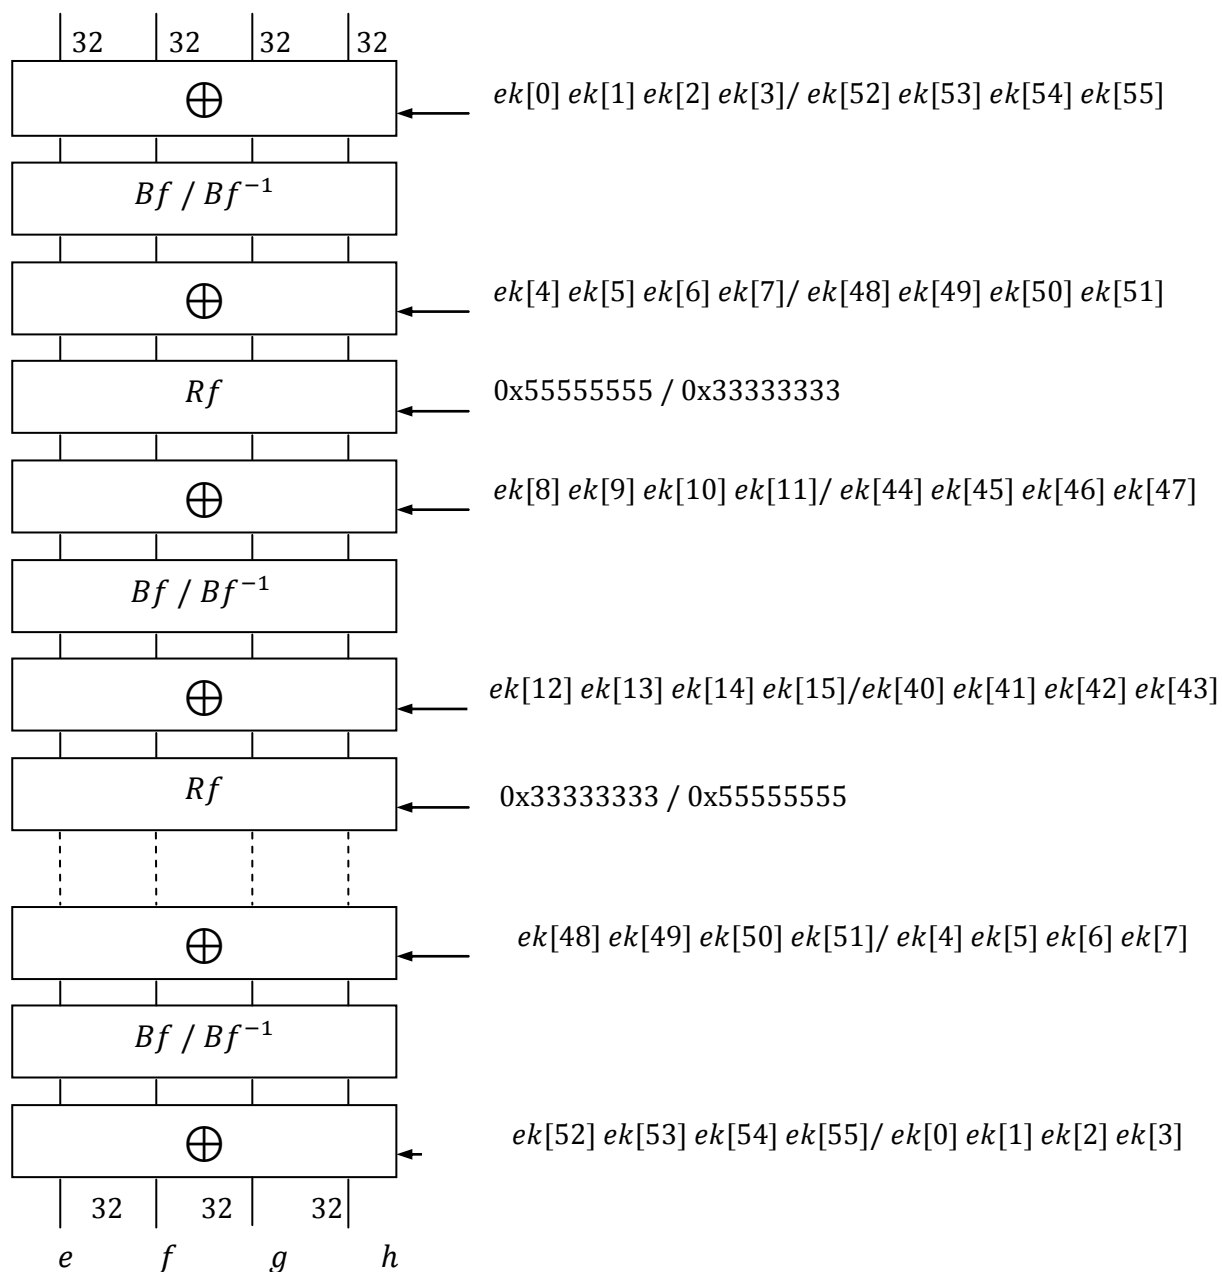 32 32 32 32
⊕ ek[0] ek[1] ek[2] ek[3]/ ek[52] ek[53] ek[54] ek[55]
Bf / Bf⁻¹
⊕ ek[4] ek[5] ek[6] ek[7]/ ek[48] ek[49] ek[50] ek[51]
Rf 0x55555555 / 0x33333333
⊕ ek[8] ek[9] ek[10] ek[11]/ ek[44] ek[45] ek[46] ek[47]
Bf / Bf⁻¹
⊕ ek[12] ek[13] ek[14] ek[15]/ek[40] ek[41] ek[42] ek[43]
Rf 0x33333333 / 0x55555555
⊕ ek[48] ek[49] ek[50] ek[51]/ ek[4] ek[5] ek[6] ek[7]
Bf / Bf⁻¹
⊕ ek[52] ek[53] ek[54] ek[55]/ ek[0] ek[1] ek[2] ek[3]
32 32 32
e f g h